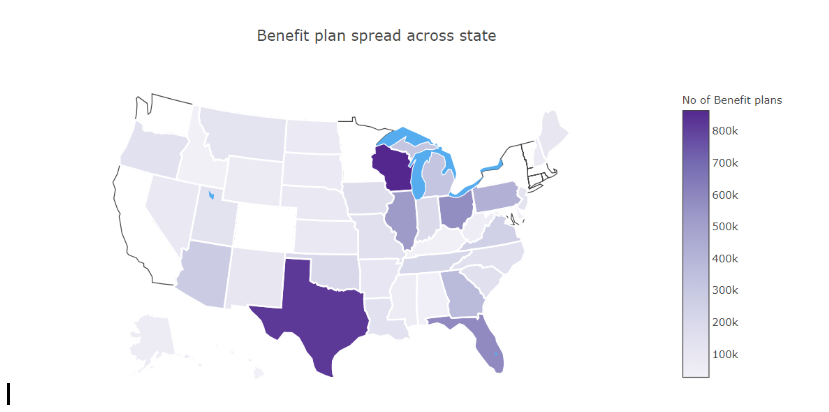 Benefit plan spread across state
No of Benefit plans
800k
700k
600k
500k
400k
300k
200k
100k